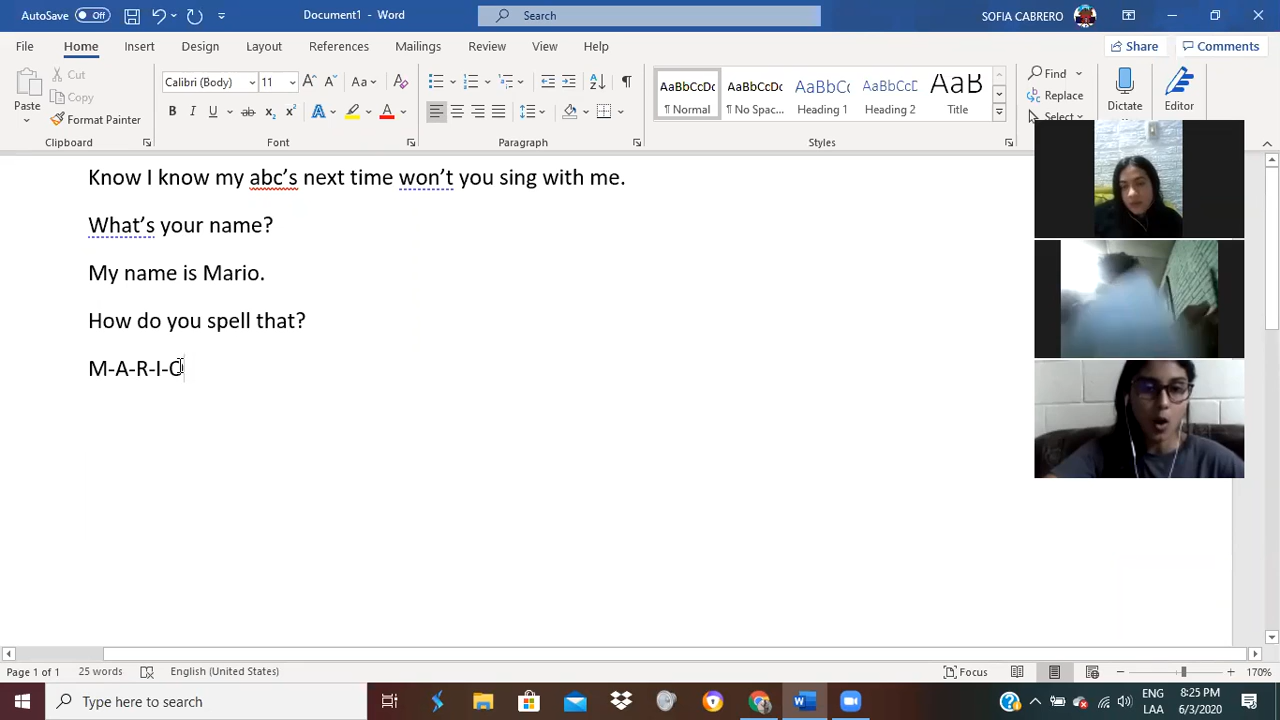 AutoSave Off Document1 - Word Search SOFIA CABRERO
File Home Insert Design Layout References Mailings Review View Help Share Comments
Paste Cut Copy Format Painter
Calibri (Body) 11
AaBbCcDc ¶ Normal
AaBbCcDc ¶ No Spac...
AaBbCc Heading 1
AaBbCcD Heading 2
AaB Title
Find Replace Select
Dictate Editor
Clipboard Font Paragraph Styles
Know I know my abc’s next time won’t you sing with me.
What’s your name?
My name is Mario.
How do you spell that?
M-A-R-I-O
Page 1 of 1 25 words English (United States) Focus 170%
Type here to search ENG LAA 8:25 PM 6/3/2020